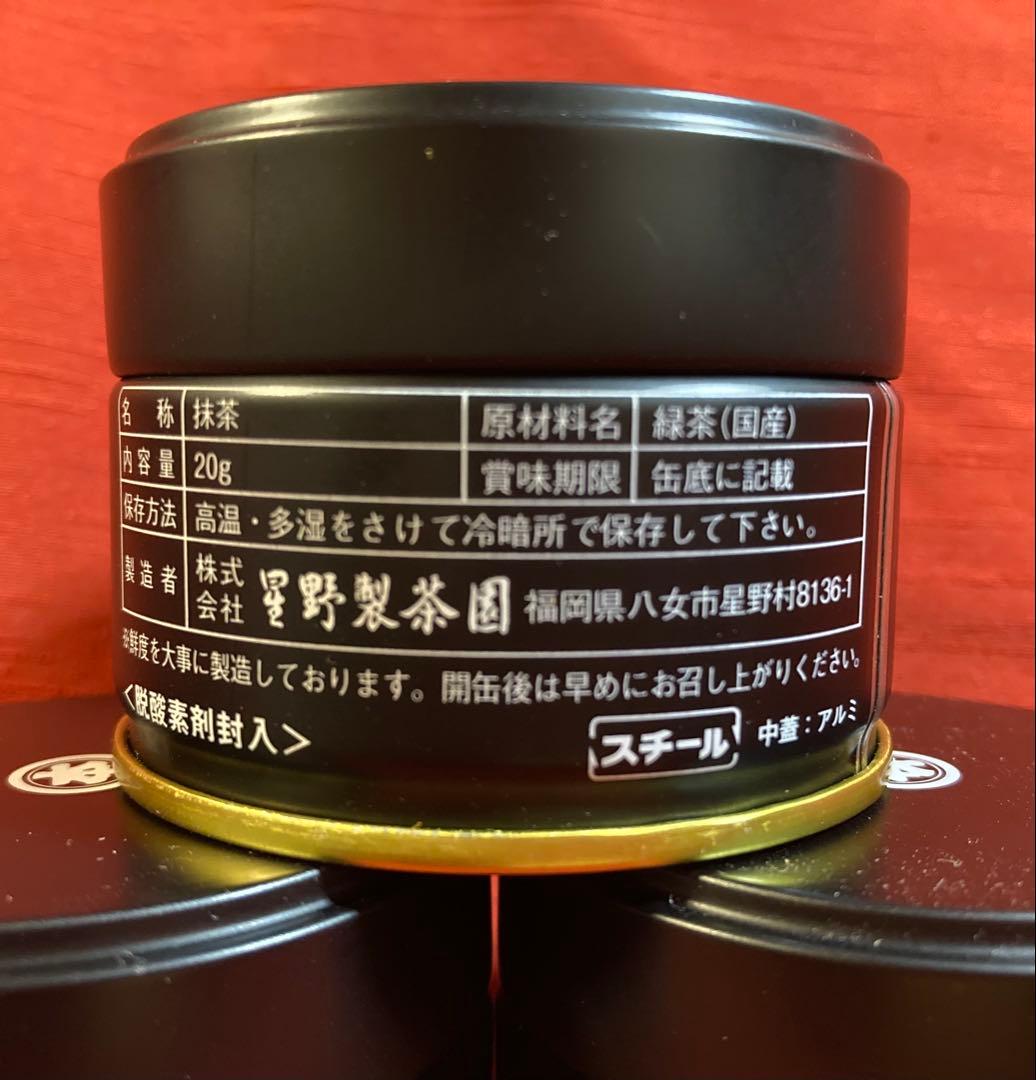 名 称 抹茶 原材料名 緑茶(国産)
内容量 20g 賞味期限 缶底に記載
保存方法 高温・多湿をさけて冷暗所で保存して下さい。
製造者 株式会社 星野製茶園 福岡県八女市星野村8136-1
※鮮度を大事に製造しております。開缶後は早めにお召し上がりください。
<脱酸素剤封入>
スチール 中蓋:アルミ